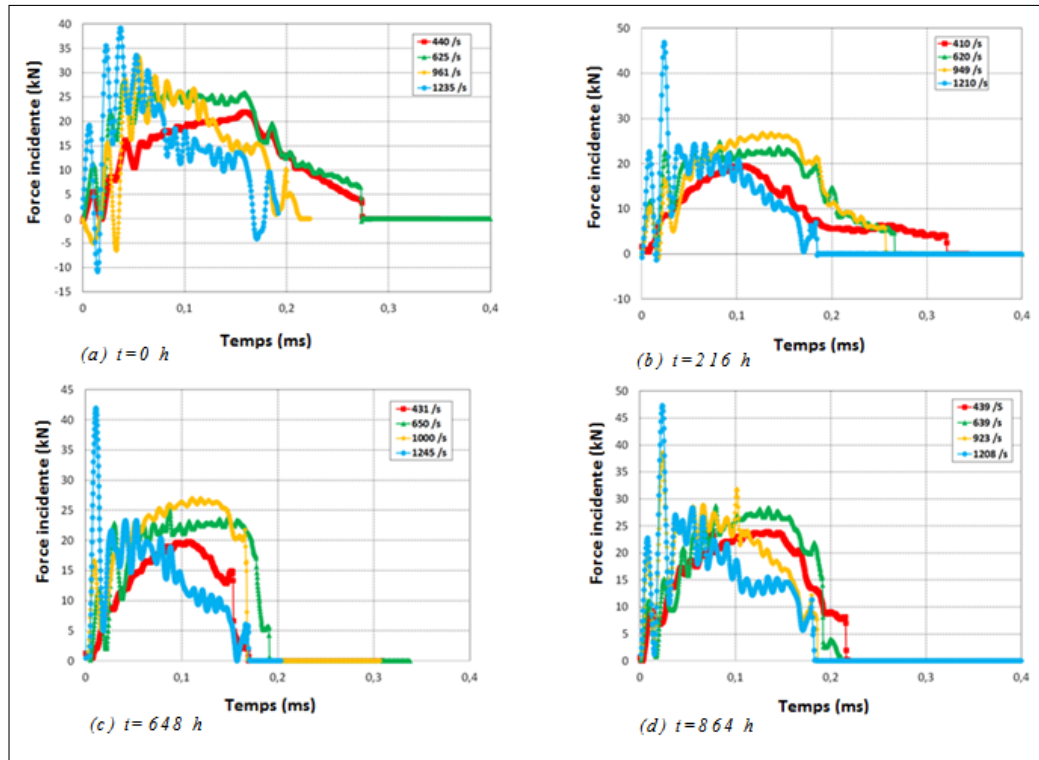 40
35
30
25
20
15
10
5
0
-5
-10
-15
Force incidente (kN)
440 /s
625 /s
961 /s
1235 /s
0
0,1
0,2
0,3
0,4
Temps (ms)
(a) t=0 h
50
40
30
20
10
0
-10
Force incidente (kN)
410 /s
620 /s
949 /s
1210 /s
0
0,1
0,2
0,3
0,4
Temps (ms)
(b) t=216 h
45
40
35
30
25
20
15
10
5
0
Force incidente (kN)
431 /s
650 /s
1000 /s
1245 /s
0
0,1
0,2
0,3
0,4
Temps (ms)
(c) t=648 h
50
45
40
35
30
25
20
15
10
5
0
Force incidente (kN)
439 /S
639 /s
923 /s
1208 /s
0
0,1
0,2
0,3
0,4
Temps (ms)
(d) t=864 h